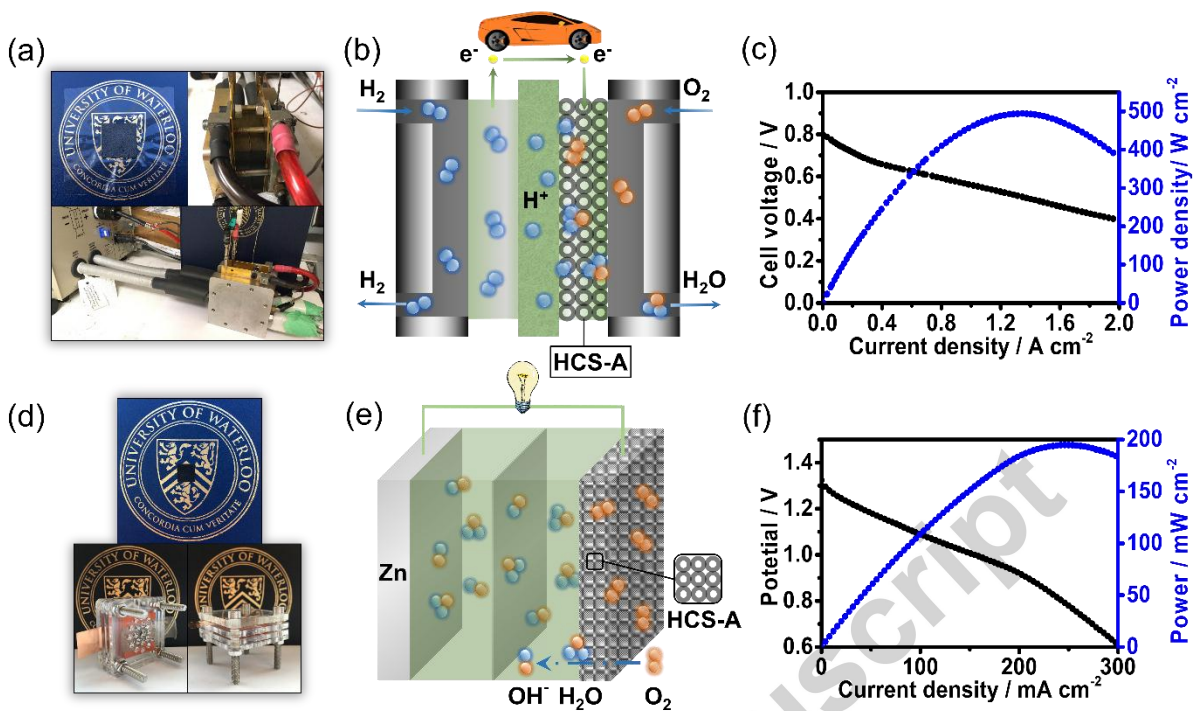 (a)
UNIVERSITY OF WATERLOO
CONCORDIA CUM VERITATE
(b)
e- e-
H2 O2
H+
H2 H2O
HCS-A
(c)
Cell voltage / V
1.0
0.8
0.6
0.4
0.2
0.0
0.0 0.4 0.8 1.2 1.6 2.0
Current density / A cm-2
500
400
300
200
100
0
Power density/ W cm-2
(d)
UNIVERSITY OF WATERLOO
CONCORDIA CUM VERITATE
(e)
Zn
HCS-A
OH- H2O O2
(f)
Potetial / V
1.4
1.2
1.0
0.8
0.6
0 100 200 300
Current density / mA cm-2
200
150
100
50
0
Power / mW cm-2
script